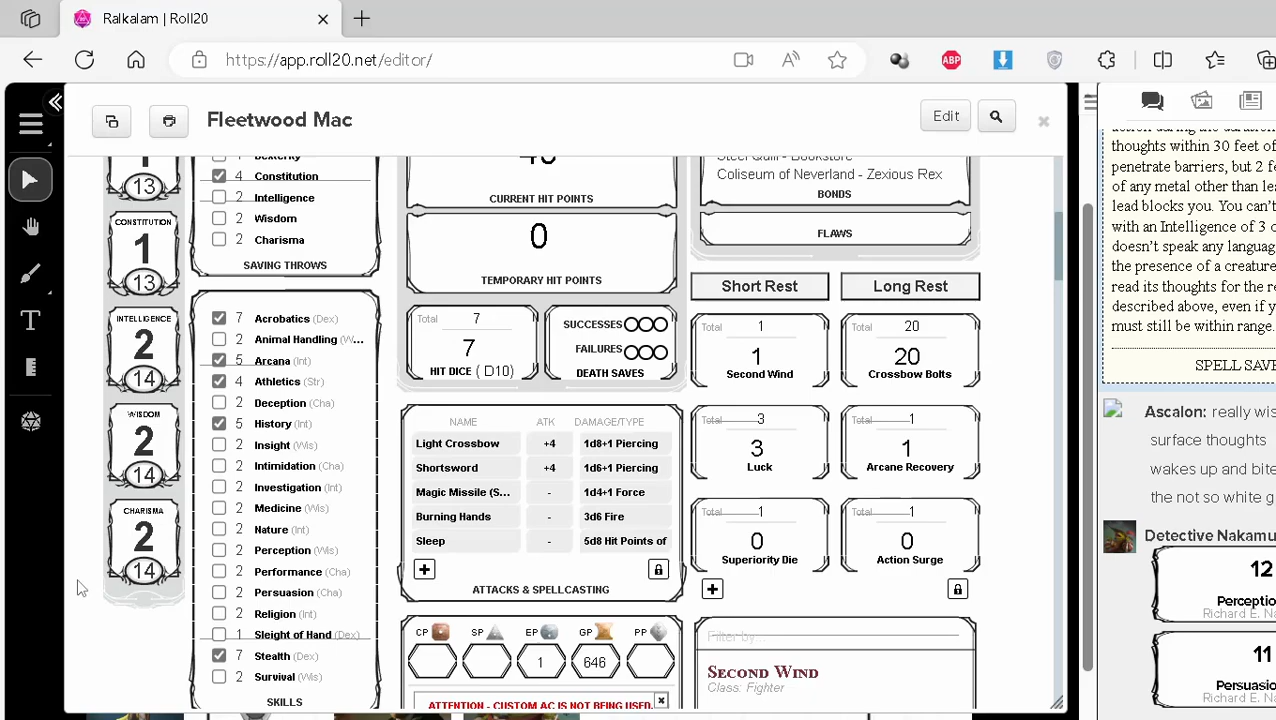 Ralkalam | Roll20
https://app.roll20.net/editor/
ABP
Fleetwood Mac
Edit
13
4 Constitution
2 Intelligence
2 Wisdom
2 Charisma
SAVING THROWS
CONSTITUTION
1
13
INTELLIGENCE
2
14
WISDOM
2
14
CHARISMA
2
14
7 Acrobatics (Dex)
2 Animal Handling (W...
5 Arcana (Int)
4 Athletics (Str)
2 Deception (Cha)
5 History (Int)
2 Insight (Wis)
2 Intimidation (Cha)
2 Investigation (Int)
2 Medicine (Wis)
2 Nature (Int)
2 Perception (Wis)
2 Performance (Cha)
2 Persuasion (Cha)
2 Religion (Int)
1 Sleight of Hand (Dex)
7 Stealth (Dex)
2 Survival (Wis)
SKILLS
CURRENT HIT POINTS
0
TEMPORARY HIT POINTS
Total 7
7
HIT DICE ( D10)
SUCCESSES
FAILURES
DEATH SAVES
NAME ATK DAMAGE/TYPE
Light Crossbow +4 1d8+1 Piercing
Shortsword +4 1d6+1 Piercing
Magic Missile (S... - 1d4+1 Force
Burning Hands - 3d6 Fire
Sleep - 5d8 Hit Points of
ATTACKS & SPELLCASTING
CP SP EP GP PP
1 646
ATTENTION - CUSTOM AC IS NOT BEING USED.
Steel Quill - Bookstore
Coliseum of Neverland - Zexious Rex
BONDS
FLAWS
Short Rest
Long Rest
Total 1
1
Second Wind
Total 20
20
Crossbow Bolts
Total 3
3
Luck
Total 1
1
Arcane Recovery
Total 1
0
Superiority Die
Total 1
0
Action Surge
Filter by...
SECOND WIND
Class: Fighter
thoughts within 30 feet of
penetrate barriers, but 2 fe
of any metal other than lea
lead blocks you. You can't
with an Intelligence of 3 o
doesn't speak any languag
the presence of a creature
read its thoughts for the re
described above, even if y
must still be within range.
SPELL SAVE
Ascalon: really wis
surface thoughts
wakes up and bite
the not so white g
Detective Nakamu
12
Perceptio
Richard E. N
11
Persuasio
Richard E. N